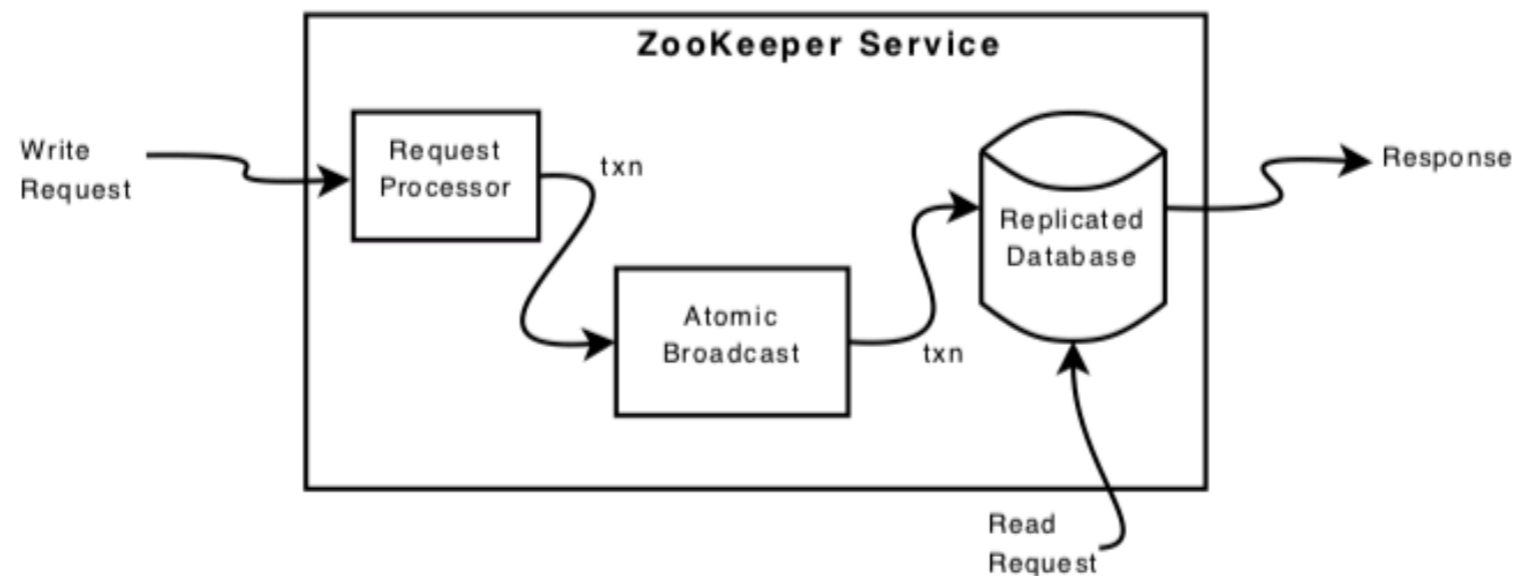 ZooKeeper Service
Write
Request
Request
Processor
txn
Atomic
Broadcast
txn
Replicated
Database
Response
Read
Request